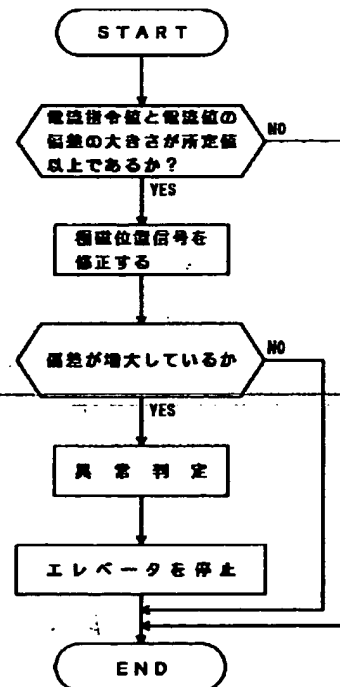 START
電流指令値と電流値の
偏差の大きさが所定値
以上であるか？
NO
YES
磁極位置信号を
修正する
偏差が増大しているか
NO
YES
異常判定
エレベータを停止
END